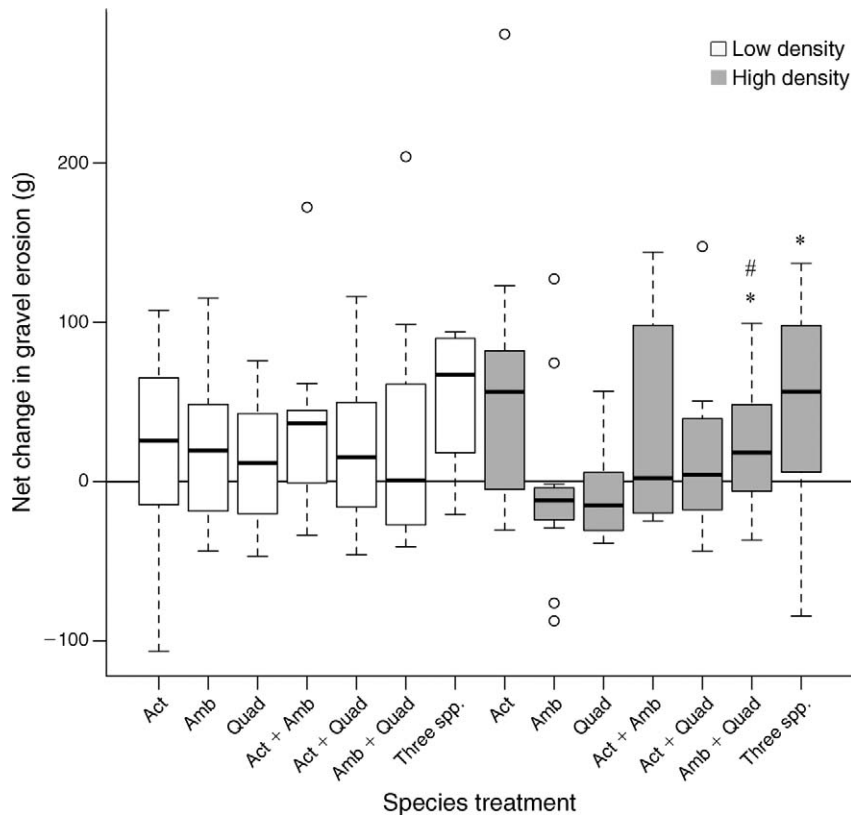 Low density
High density
Net change in gravel erosion (g)
200
100
0
−100
#
*
*
Act
Amb
Quad
Act + Amb
Act + Quad
Amb + Quad
Three spp.
Act
Amb
Quad
Act + Amb
Act + Quad
Amb + Quad
Three spp.
Species treatment